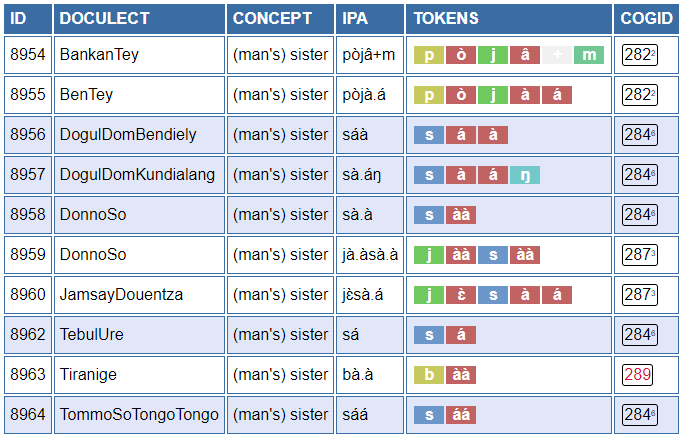 ID DOCULECT CONCEPT IPA TOKENS COGID
8954 BankanTey (man's) sister pòjâ+m p ò j â + m 282²
8955 BenTey (man's) sister pòjà.á p ò j à á 282²
8956 DogulDomBendiely (man's) sister sáà s á à 284⁶
8957 DogulDomKundialang (man's) sister sà.áŋ s à á ŋ 284⁶
8958 DonnoSo (man's) sister sà.à s àà 284⁶
8959 DonnoSo (man's) sister jà.àsà.à j àà s àà 287³
8960 JamsayDouentza (man's) sister jɛ̀sà.á j ɛ̀ s à á 287³
8962 TebulUre (man's) sister sá s á 284⁶
8963 Tiranige (man's) sister bà.à b àà 289
8964 TommoSoTongoTongo (man's) sister sáá s áá 284⁶